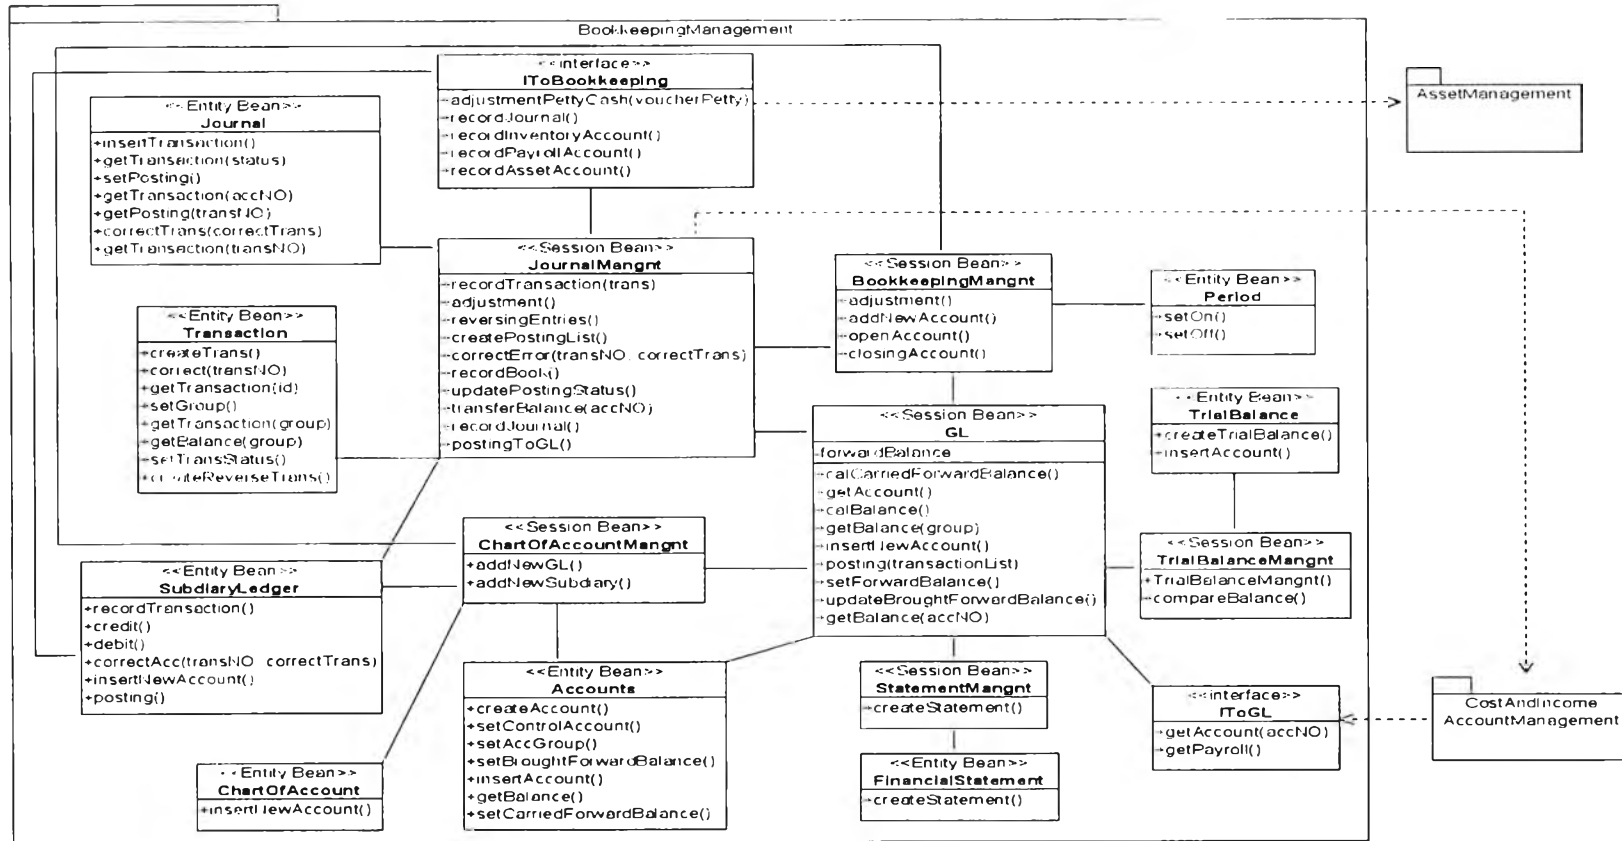 BookkeepingManagement
<<interface>>
IToBookkeeping
+adjustmentPettyCash(voucherPetty)
+recordJournal()
+recordInventoryAccount()
+recordPayrollAccount()
+recordAssetAccount()
AssetManagement
<<Entity Bean>>
Journal
+insertTransaction()
+getTransaction(status)
+setPosting()
+getTransaction(accNO)
+getPosting(transNO)
+correctTrans(correctTrans)
+getTransaction(transNO)
<<Session Bean>>
JournalMangnt
+recordTransaction(trans)
+adjustment()
+reversingEntries()
+createPostingList()
+correctError(transNO, correctTrans)
+recordBook()
+updatePostingStatus()
+transferBalance(accNO)
+recordJournal()
+postingToGL()
<<Session Bean>>
BookkeepingMangnt
+adjustment()
+addNewAccount()
+openAccount()
+closingAccount()
<<Entity Bean>>
Period
+setOn()
+setOff()
<<Entity Bean>>
Transaction
+createTrans()
+correct(transNO)
+getTransaction(id)
+setGroup()
+getTransaction(group)
+getBalance(group)
+setTransStatus()
+createReverseTrans()
<<Session Bean>>
GL
-forwardBalance
+calCarriedForwardBalance()
+getAccount()
+calBalance()
+getBalance(group)
+insertNewAccount()
+posting(transactionList)
+setForwardBalance()
+updateBroughtForwardBalance()
+getBalance(accNO)
<<Entity Bean>>
TrialBalance
+createTrialBalance()
+insertAccount()
<<Session Bean>>
ChartOfAccountMangnt
+addNewGL()
+addNewSubdiary()
<<Session Bean>>
TrialBalanceMangnt
+TrialBalanceMangnt()
+compareBalance()
<<Entity Bean>>
SubdiaryLedger
+recordTransaction()
+credit()
+debit()
+correctAcc(transNO, correctTrans)
+insertNewAccount()
+posting()
<<Entity Bean>>
Accounts
+createAccount()
+setControlAccount()
+setAccGroup()
+setBroughtForwardBalance()
+insertAccount()
+getBalance()
+setCarriedForwardBalance()
<<Session Bean>>
StatementMangnt
+createStatement()
<<interface>>
IToGL
+getAccount(accNO)
+getPayroll()
CostAndIncome
AccountManagement
<<Entity Bean>>
ChartOfAccount
+insertNewAccount()
<<Entity Bean>>
FinancialStatement
+createStatement()